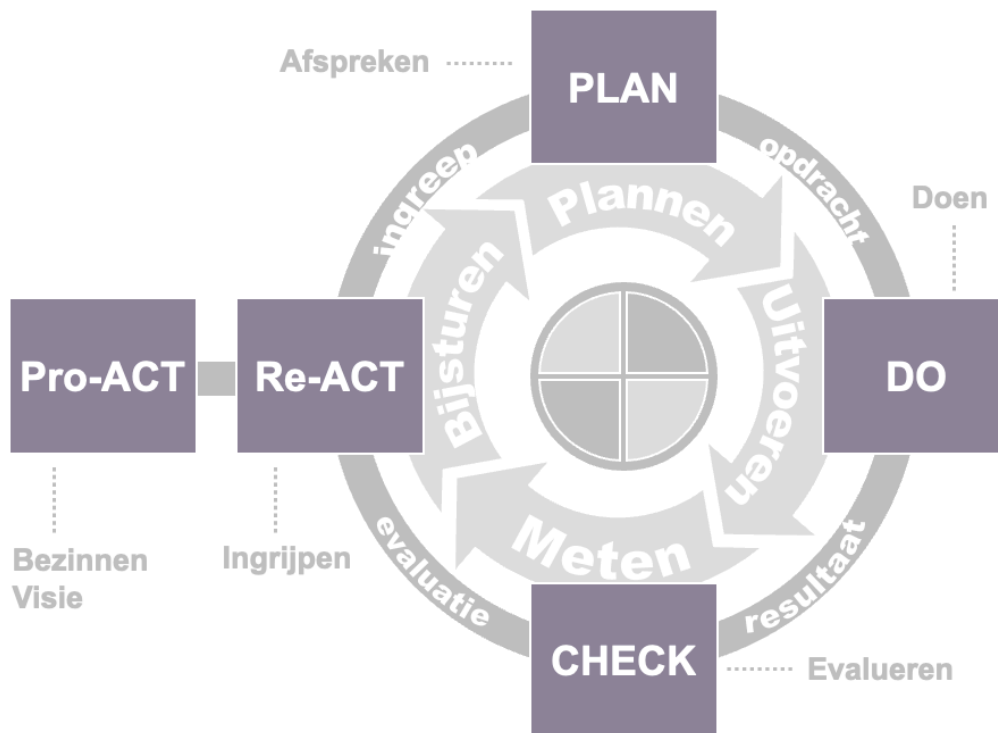 Afspreken
PLAN
ingreep
opdracht
Plannen
Doen
Bijsturen
Uitvoeren
Pro-ACT
Re-ACT
DO
Meten
evaluatie
resultaat
Bezinnen
Visie
Ingrijpen
CHECK
Evalueren